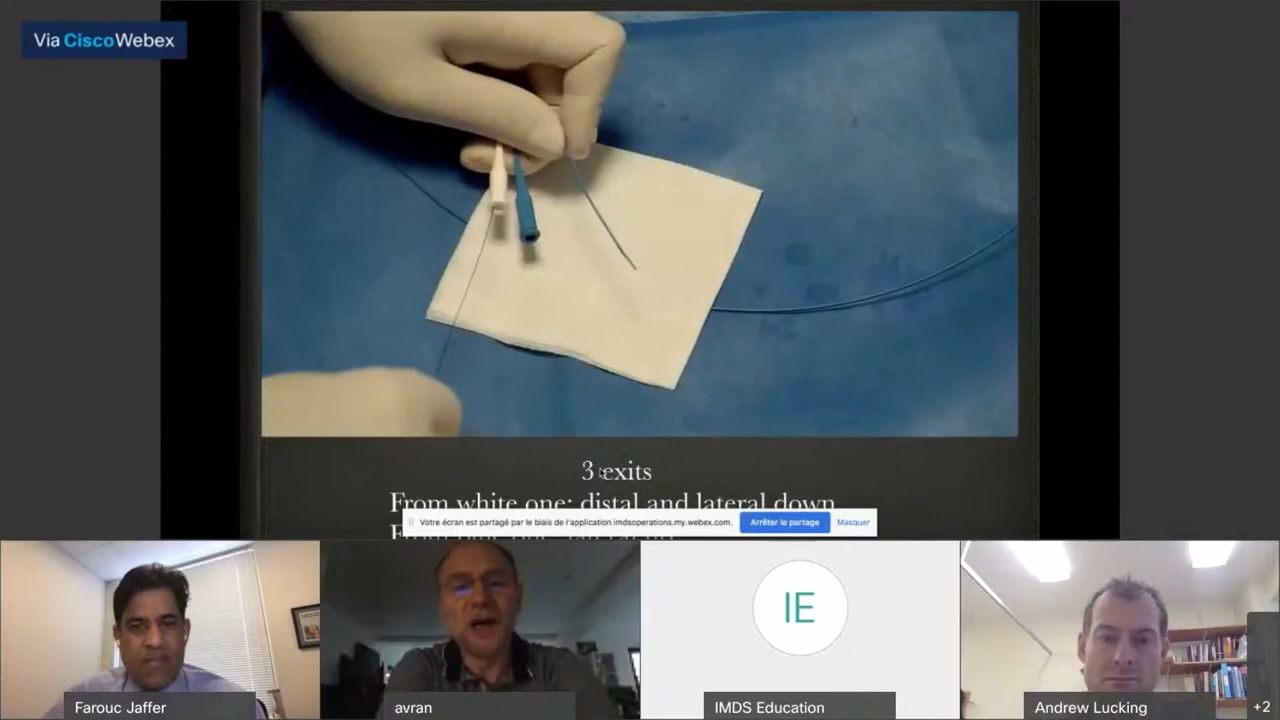 Via CiscoWebex
3 exits
From white one: distal and lateral down
Votre écran est partagé par le biais de l'application imdsoperations.my.webex.com.
Arrêter le partage
Masquer
IE
Farouc Jaffer
avran
IMDS Education
Andrew Lucking
+2